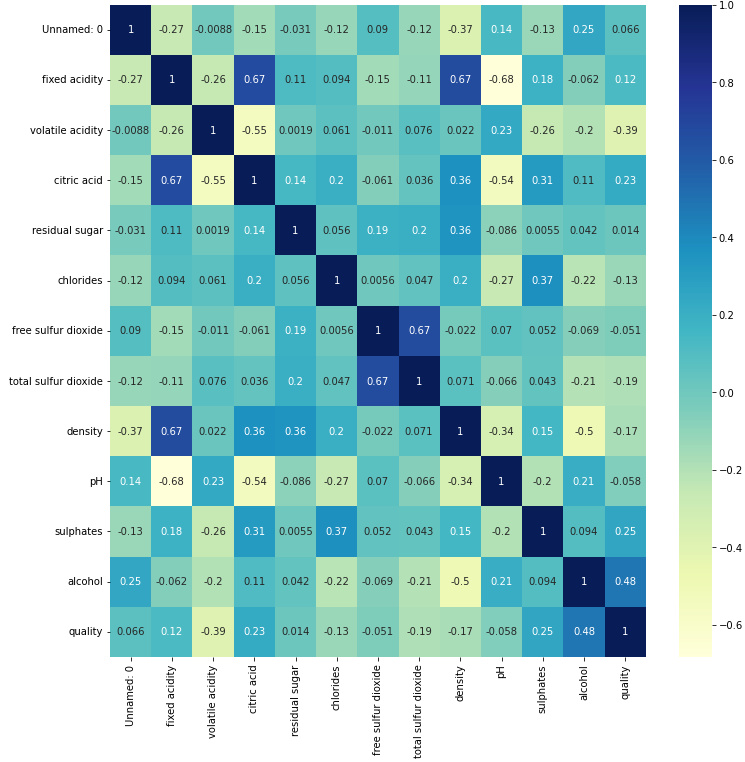 Unnamed: 0 1 -0.27 -0.0088 -0.15 -0.031 -0.12 0.09 -0.12 -0.37 0.14 -0.13 0.25 0.066
fixed acidity -0.27 1 -0.26 0.67 0.11 0.094 -0.15 -0.11 0.67 -0.68 0.18 -0.062 0.12
volatile acidity -0.0088 -0.26 1 -0.55 0.0019 0.061 -0.011 0.076 0.022 0.23 -0.26 -0.2 -0.39
citric acid -0.15 0.67 -0.55 1 0.14 0.2 -0.061 0.036 0.36 -0.54 0.31 0.11 0.23
residual sugar -0.031 0.11 0.0019 0.14 1 0.056 0.19 0.2 0.36 -0.086 0.0055 0.042 0.014
chlorides -0.12 0.094 0.061 0.2 0.056 1 0.0056 0.047 0.2 -0.27 0.37 -0.22 -0.13
free sulfur dioxide 0.09 -0.15 -0.011 -0.061 0.19 0.0056 1 0.67 -0.022 0.07 0.052 -0.069 -0.051
total sulfur dioxide -0.12 -0.11 0.076 0.036 0.2 0.047 0.67 1 0.071 -0.066 0.043 -0.21 -0.19
density -0.37 0.67 0.022 0.36 0.36 0.2 -0.022 0.071 1 -0.34 0.15 -0.5 -0.17
pH 0.14 -0.68 0.23 -0.54 -0.086 -0.27 0.07 -0.066 -0.34 1 -0.2 0.21 -0.058
sulphates -0.13 0.18 -0.26 0.31 0.0055 0.37 0.052 0.043 0.15 -0.2 1 0.094 0.25
alcohol 0.25 -0.062 -0.2 0.11 0.042 -0.22 -0.069 -0.21 -0.5 0.21 0.094 1 0.48
quality 0.066 0.12 -0.39 0.23 0.014 -0.13 -0.051 -0.19 -0.17 -0.058 0.25 0.48 1
Unnamed: 0
fixed acidity
volatile acidity
citric acid
residual sugar
chlorides
free sulfur dioxide
total sulfur dioxide
density
pH
sulphates
alcohol
quality
1.0
0.8
0.6
0.4
0.2
0.0
−0.2
−0.4
−0.6